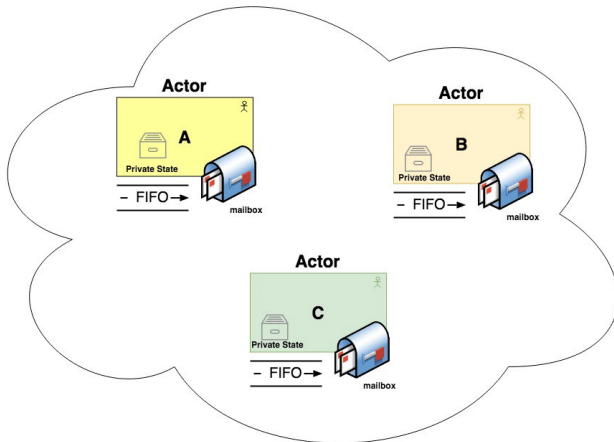 Actor
A
Private State
– FIFO
mailbox
Actor
B
Private State
– FIFO
mailbox
Actor
C
Private State
– FIFO
mailbox